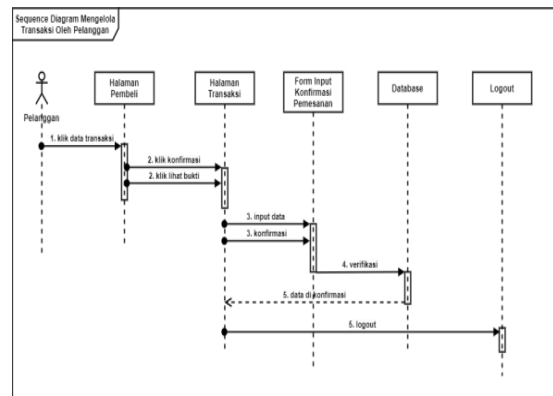 Sequence Diagram Mengelola
Transaksi Oleh Pelanggan
Pelanggan
Halaman
Pembeli
Halaman
Transaksi
Form Input
Konfirmasi
Pemesanan
Database
Logout
1. klik data transaksi
2. klik konfirmasi
2. klik lihat bukti
3. input data
3. konfirmasi
4. verifikasi
5. data di konfirmasi
5. logout